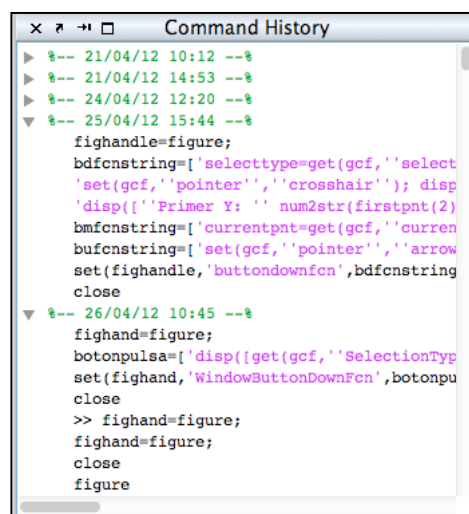 Command History
%-- 21/04/12 10:12 --%
%-- 21/04/12 14:53 --%
%-- 24/04/12 12:20 --%
%-- 25/04/12 15:44 --%
fighandle=figure;
bdfcnstring=['selecttype=get(gcf,''select
'set(gcf,''pointer'',''crosshair''); disp
'disp([''Primer Y: '' num2str(firstpnt(2)
bmfcnstring=['currentpnt=get(gcf,''curren
bufcnstring=['set(gcf,''pointer'',''arrow
set(fighandle,'buttondownfcn',bdfcnstring
close
%-- 26/04/12 10:45 --%
fighand=figure;
botonpulsa=['disp([get(gcf,''SelectionTyp
set(fighand,'WindowButtonDownFcn',botonpu
close
>> fighand=figure;
fighand=figure;
close
figure